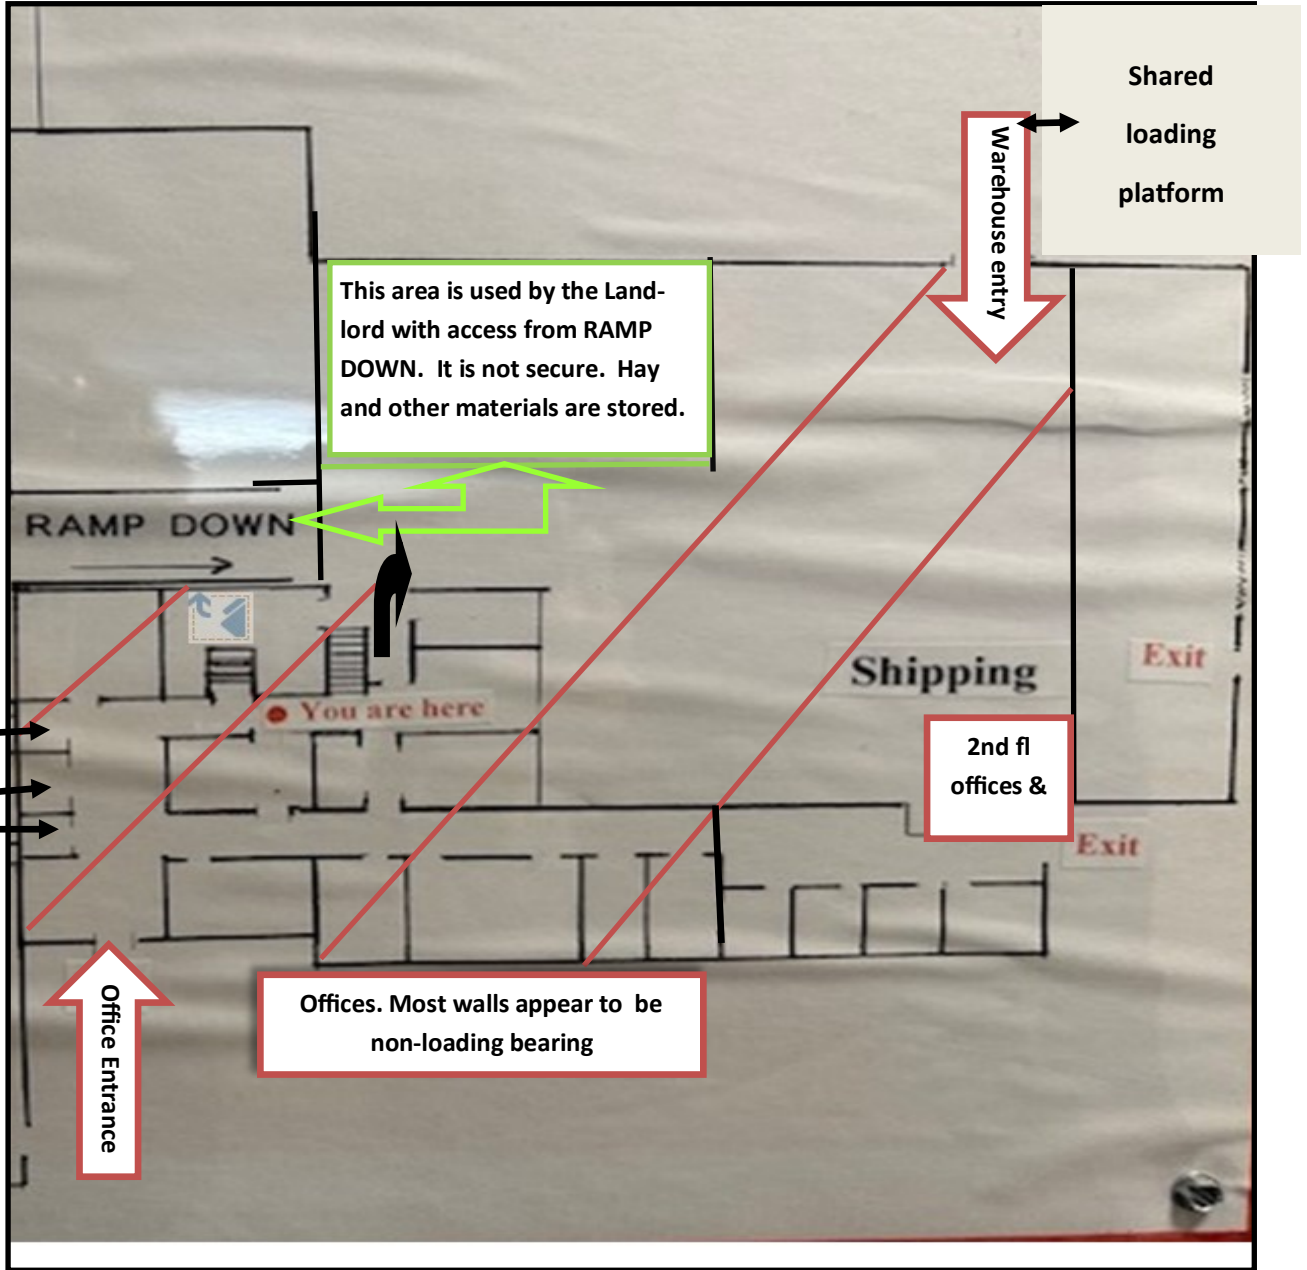 Shared
loading
platform
Warehouse entry
This area is used by the Land-
lord with access from RAMP
DOWN. It is not secure. Hay
and other materials are stored.
RAMP DOWN
Exit
Shipping
You are here
2nd fl
offices &
Exit
Offices. Most walls appear to be
non-loading bearing
Office Entrance